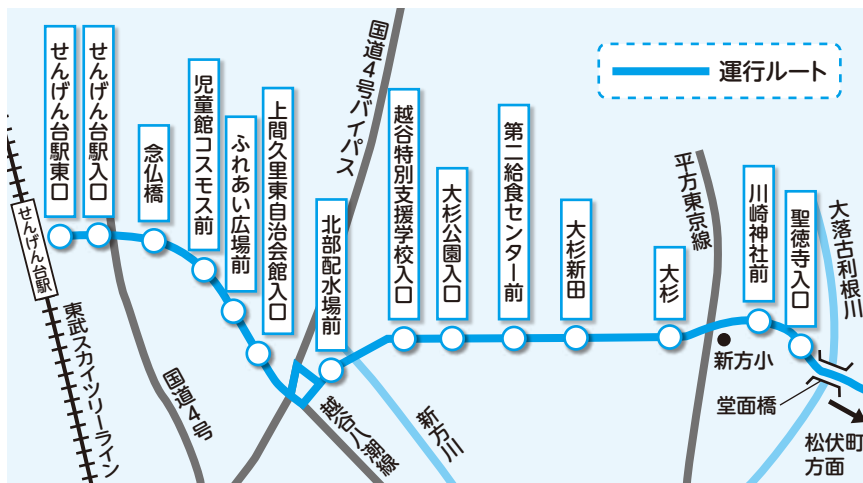 運行ルート
せんげん台駅東口
せんげん台駅入口
念仏橋
児童館コスモス前
ふれあい広場前
上間久里東自治会館入口
北部配水場前
越谷特別支援学校入口
大杉公園入口
第二給食センター前
大杉新田
大杉
川崎神社前
聖徳寺入口
国道4号バイパス
平方東京線
大落古利根川
せんげん台駅
東武スカイツリーライン
国道4号
越谷八潮線
新方川
新方小
堂面橋
松伏町
方面